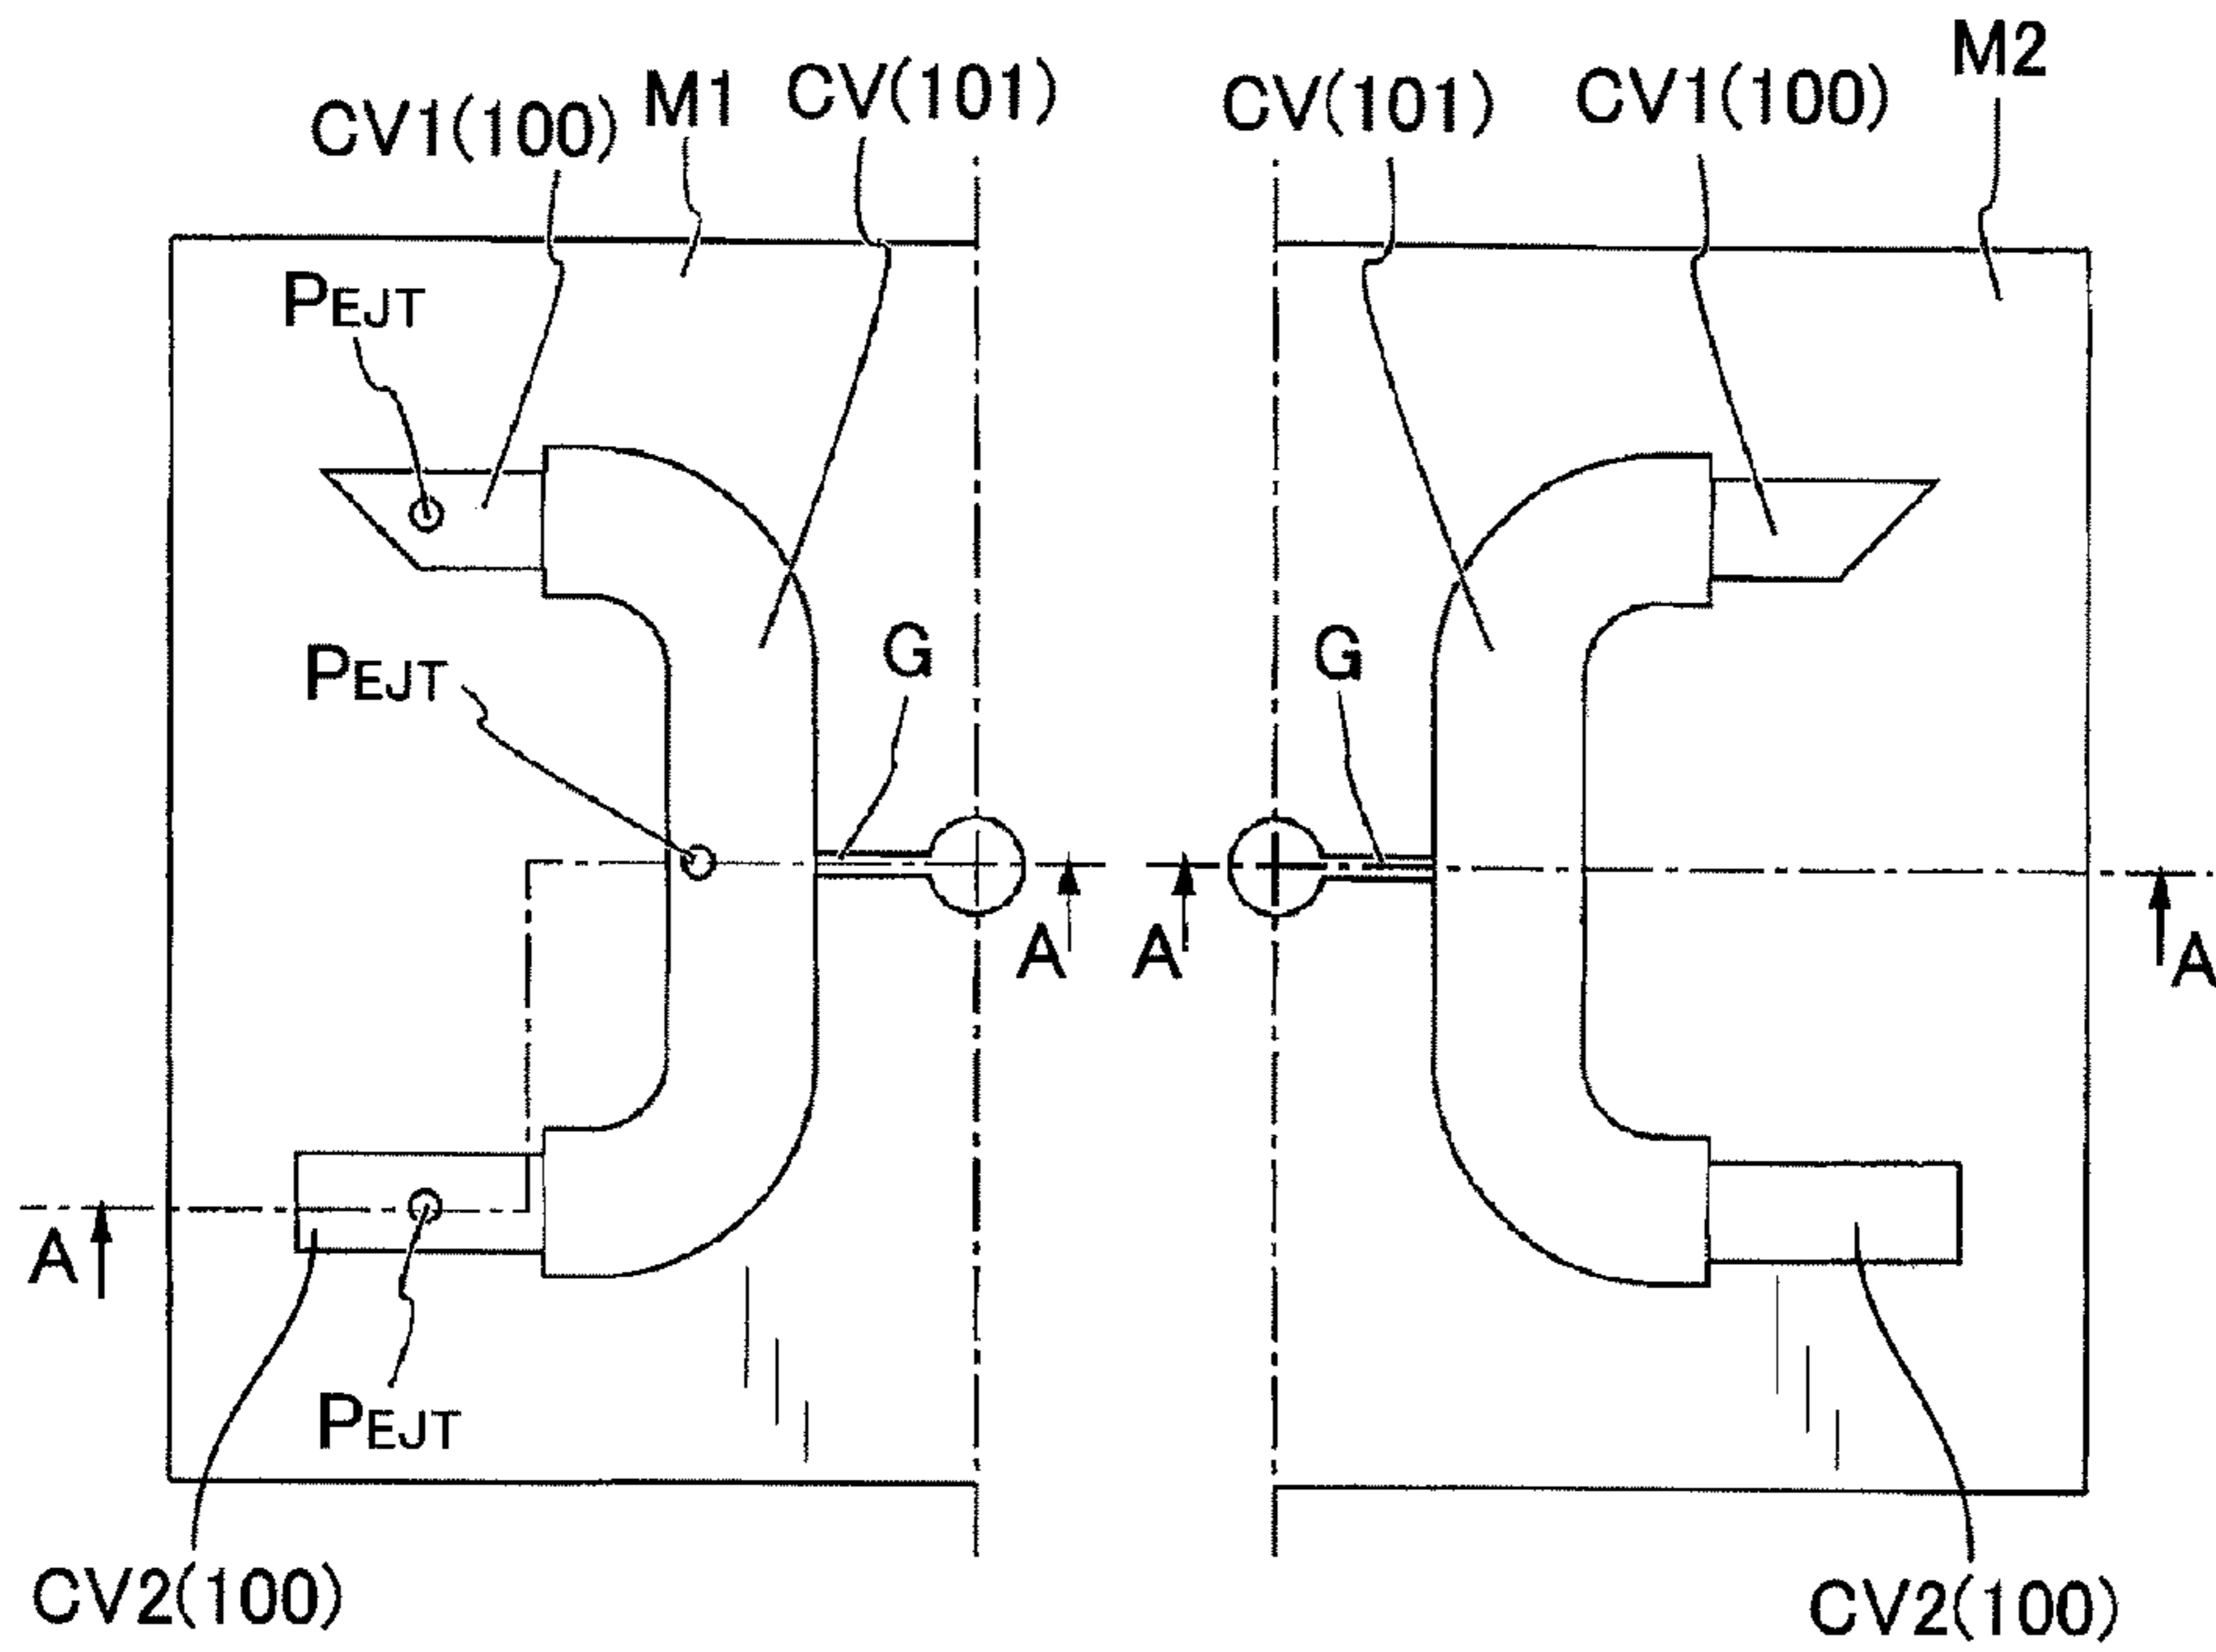 M2
CV1(100) M1 CV(101) CV(101) CV1(100)
PEJT
PEJT G G
A A A A
PEJT
CV2(100) CV2(100)